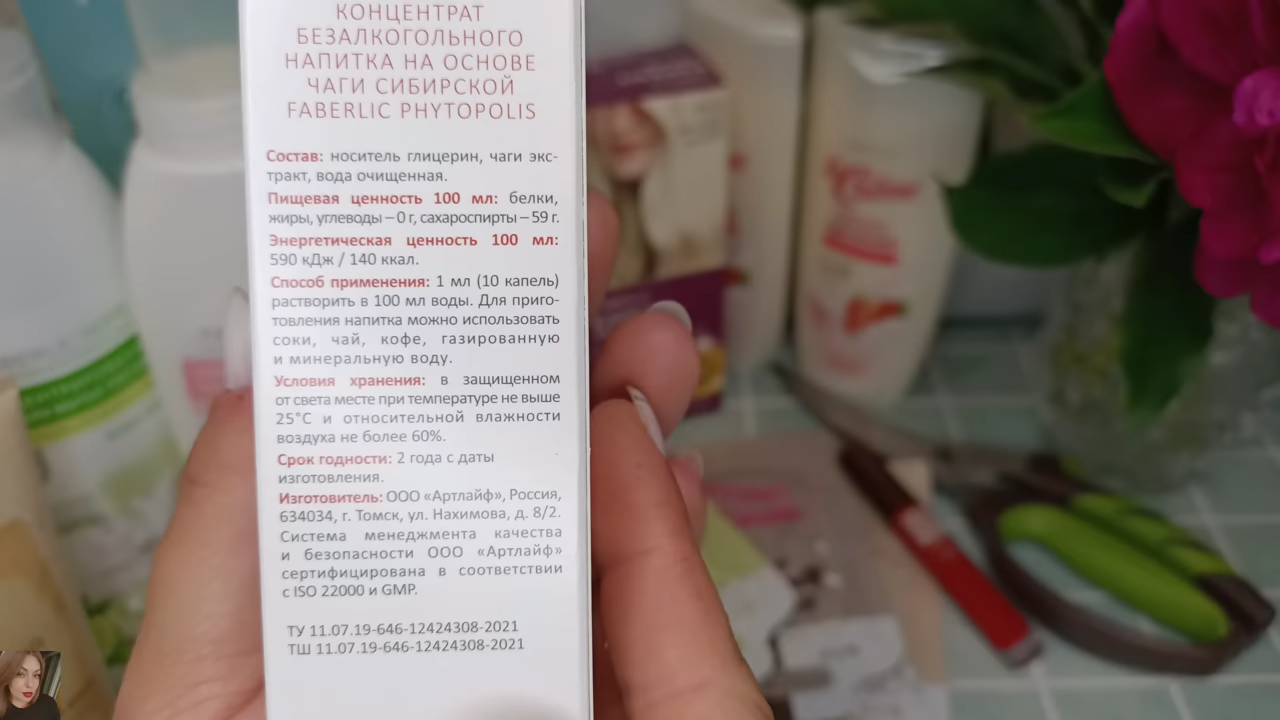 КОНЦЕНТРАТ
БЕЗАЛКОГОЛЬНОГО
НАПИТКА НА ОСНОВЕ
ЧАГИ СИБИРСКОЙ
FABERLIC PHYTOPOLIS
Состав: носитель глицерин, чаги экс-
тракт, вода очищенная.
Пищевая ценность 100 мл: белки,
жиры, углеводы – 0 г, сахароспирты – 59 г.
Энергетическая ценность 100 мл:
590 кДж / 140 ккал.
Способ применения: 1 мл (10 капель)
растворить в 100 мл воды. Для приго-
товления напитка можно использовать
соки, чай, кофе, газированную
и минеральную воду.
Условия хранения: в защищенном
от света месте при температуре не выше
25°С и относительной влажности
воздуха не более 60%.
Срок годности: 2 года с даты
изготовления.
Изготовитель: ООО «Артлайф», Россия,
634034, г. Томск, ул. Нахимова, д. 8/2.
Система менеджмента качества
и безопасности ООО «Артлайф»
сертифицирована в соответствии
с ISO 22000 и GMP.
ТУ 11.07.19-646-12424308-2021
ТШ 11.07.19-646-12424308-2021